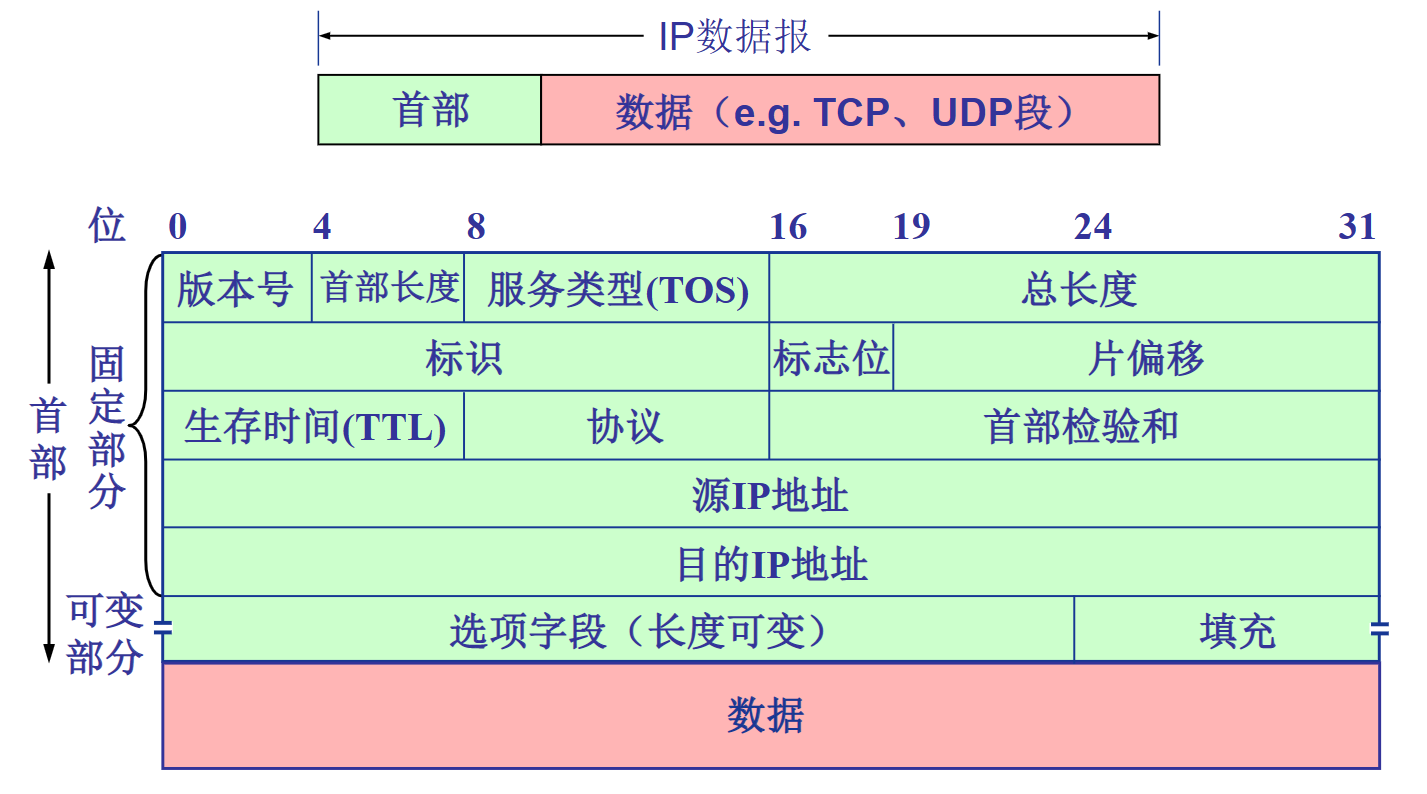 IP数据报
首部 数据（e.g. TCP、UDP段）
位 0 4 8 16 19 24 31
版本号 首部长度 服务类型(TOS) 总长度
标识 标志位 片偏移
生存时间(TTL) 协议 首部检验和
源IP地址
目的IP地址
选项字段（长度可变） 填充
数据
首部
固定部分
可变
部分